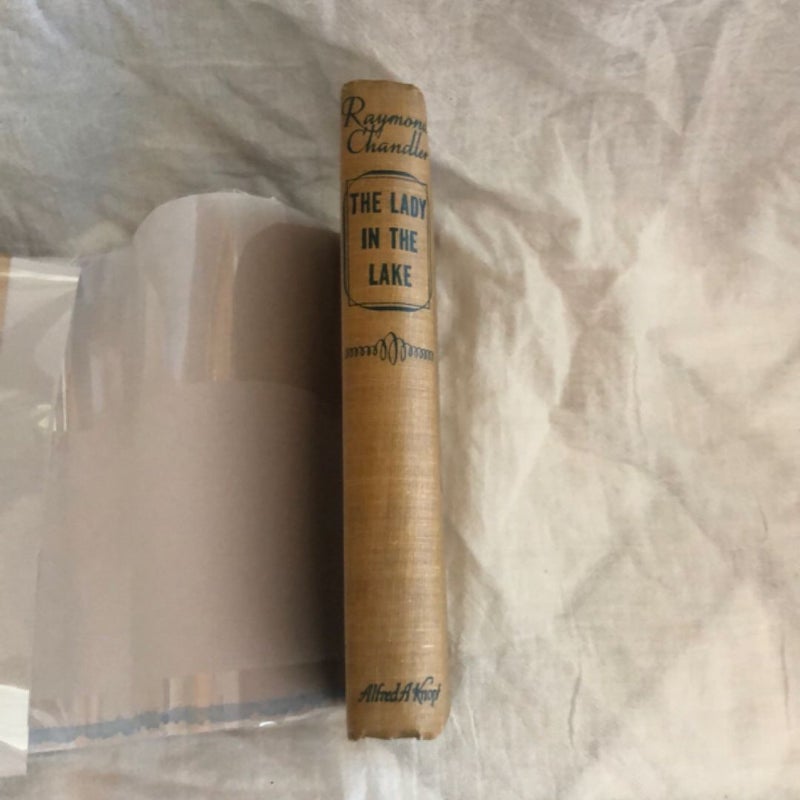 Raymond
Chandler
THE LADY
IN THE
LAKE
Alfred A Knopf